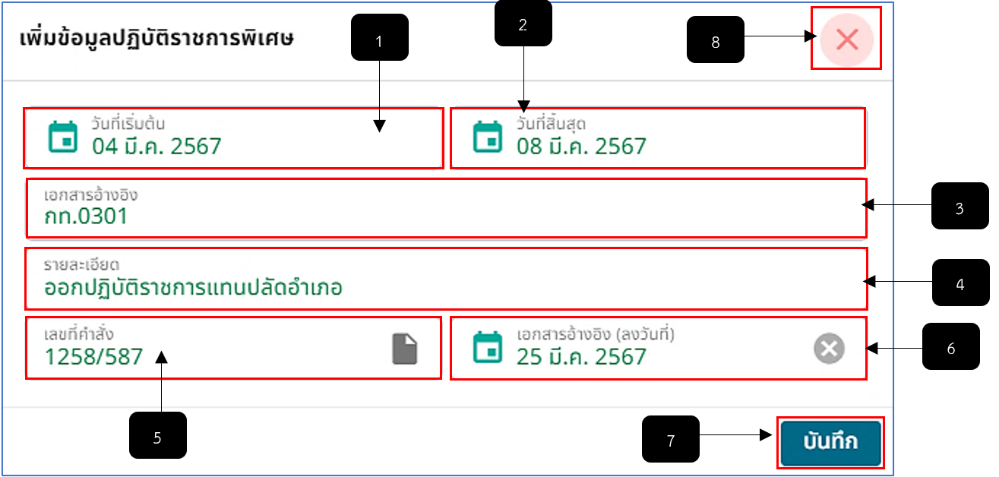 เพิ่มข้อมูลปฏิบัติราชการพิเศษ
1
2
8
วันที่เริ่มต้น
04 มี.ค. 2567
วันที่สิ้นสุด
08 มี.ค. 2567
เอกสารอ้างอิง
กท.0301
3
รายละเอียด
ออกปฏิบัติราชการแทนปลัดอำเภอ
4
เลขที่คำสั่ง
1258/587
เอกสารอ้างอิง (ลงวันที่)
25 มี.ค. 2567
6
5
7
บันทึก